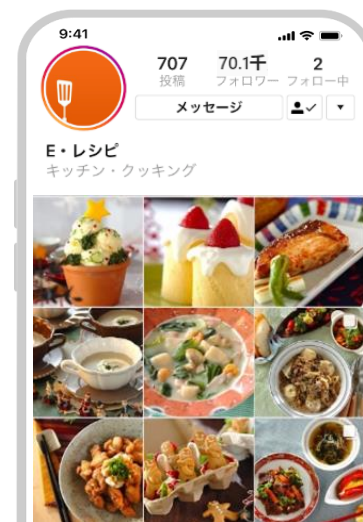 9:41
707 70.1千 2
投稿 フォロワー フォロー中
メッセージ
E・レシピ
キッチン・クッキング